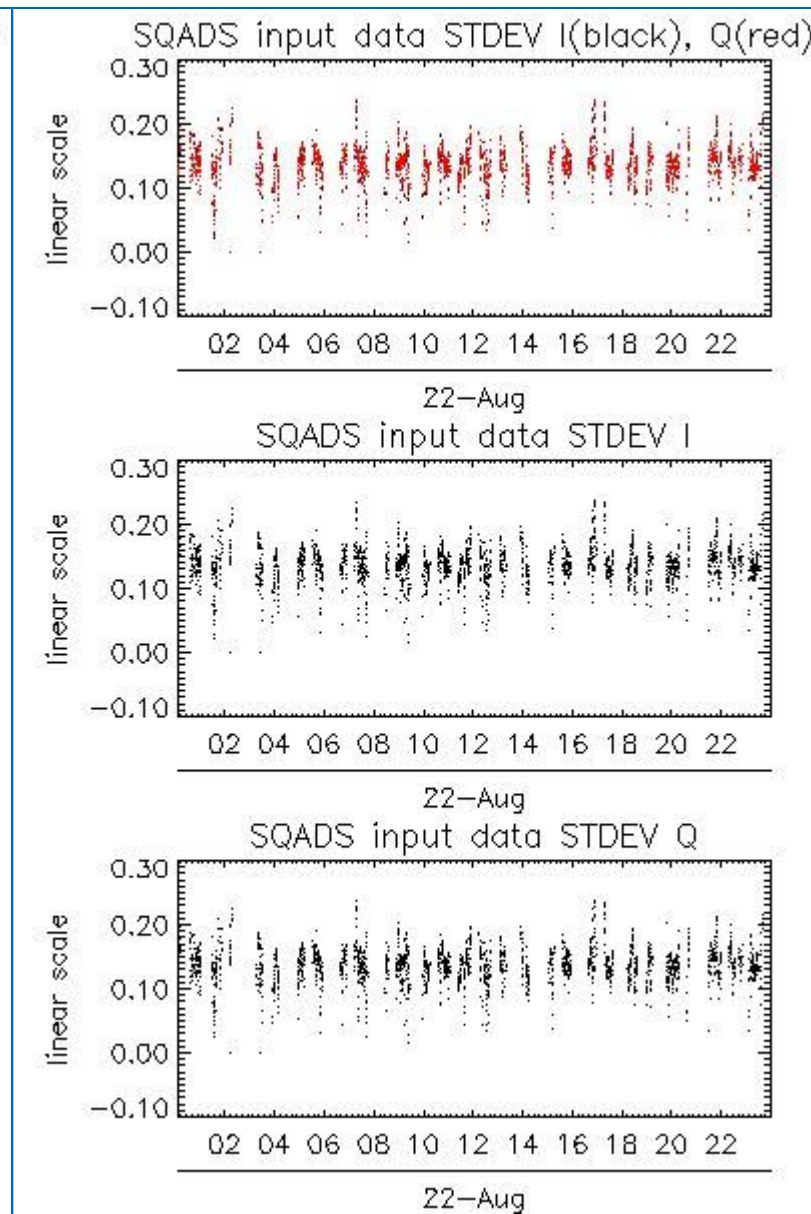 SQADS input data STDEV I(black), Q(red)
0.30
0.20
0.10
0.00
-0.10
linear scale
02 04 06 08 10 12 14 16 18 20 22
22-Aug
SQADS input data STDEV I
0.30
0.20
0.10
0.00
-0.10
linear scale
02 04 06 08 10 12 14 16 18 20 22
22-Aug
SQADS input data STDEV Q
0.30
0.20
0.10
0.00
-0.10
linear scale
02 04 06 08 10 12 14 16 18 20 22
22-Aug